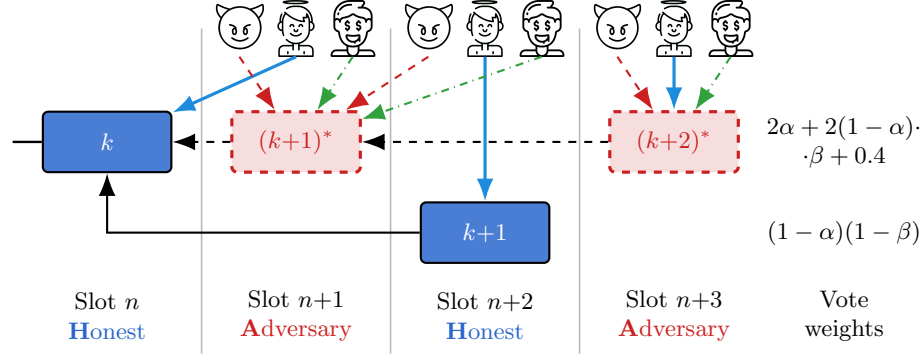 k
(k+1)*
(k+2)*
2α + 2(1 − α)·
·β + 0.4
k+1
(1 − α)(1 − β)
Slot n
Honest
Slot n+1
Adversary
Slot n+2
Honest
Slot n+3
Adversary
Vote
weights